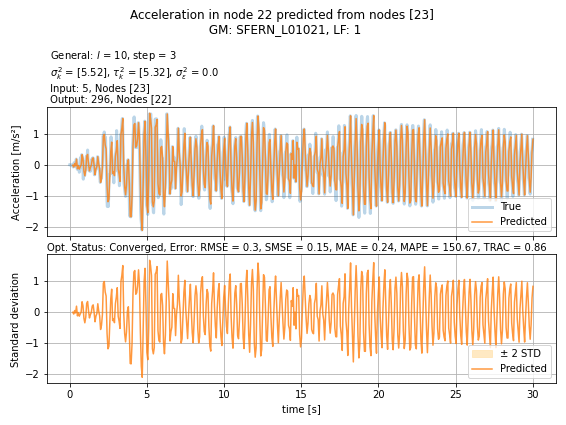 Acceleration in node 22 predicted from nodes [23]
GM: SFERN_L01021, LF: 1
General: l = 10, step = 3
σ²ₖ = [5.52], τ²ₖ = [5.32], σ²ₑ = 0.0
Input: 5, Nodes [23]
Output: 296, Nodes [22]
Acceleration [m/s²]
1
0
−1
−2
True
Predicted
Opt. Status: Converged, Error: RMSE = 0.3, SMSE = 0.15, MAE = 0.24, MAPE = 150.67, TRAC = 0.86
Standard deviation
1
0
−1
−2
± 2 STD
Predicted
0 5 10 15 20 25 30
time [s]